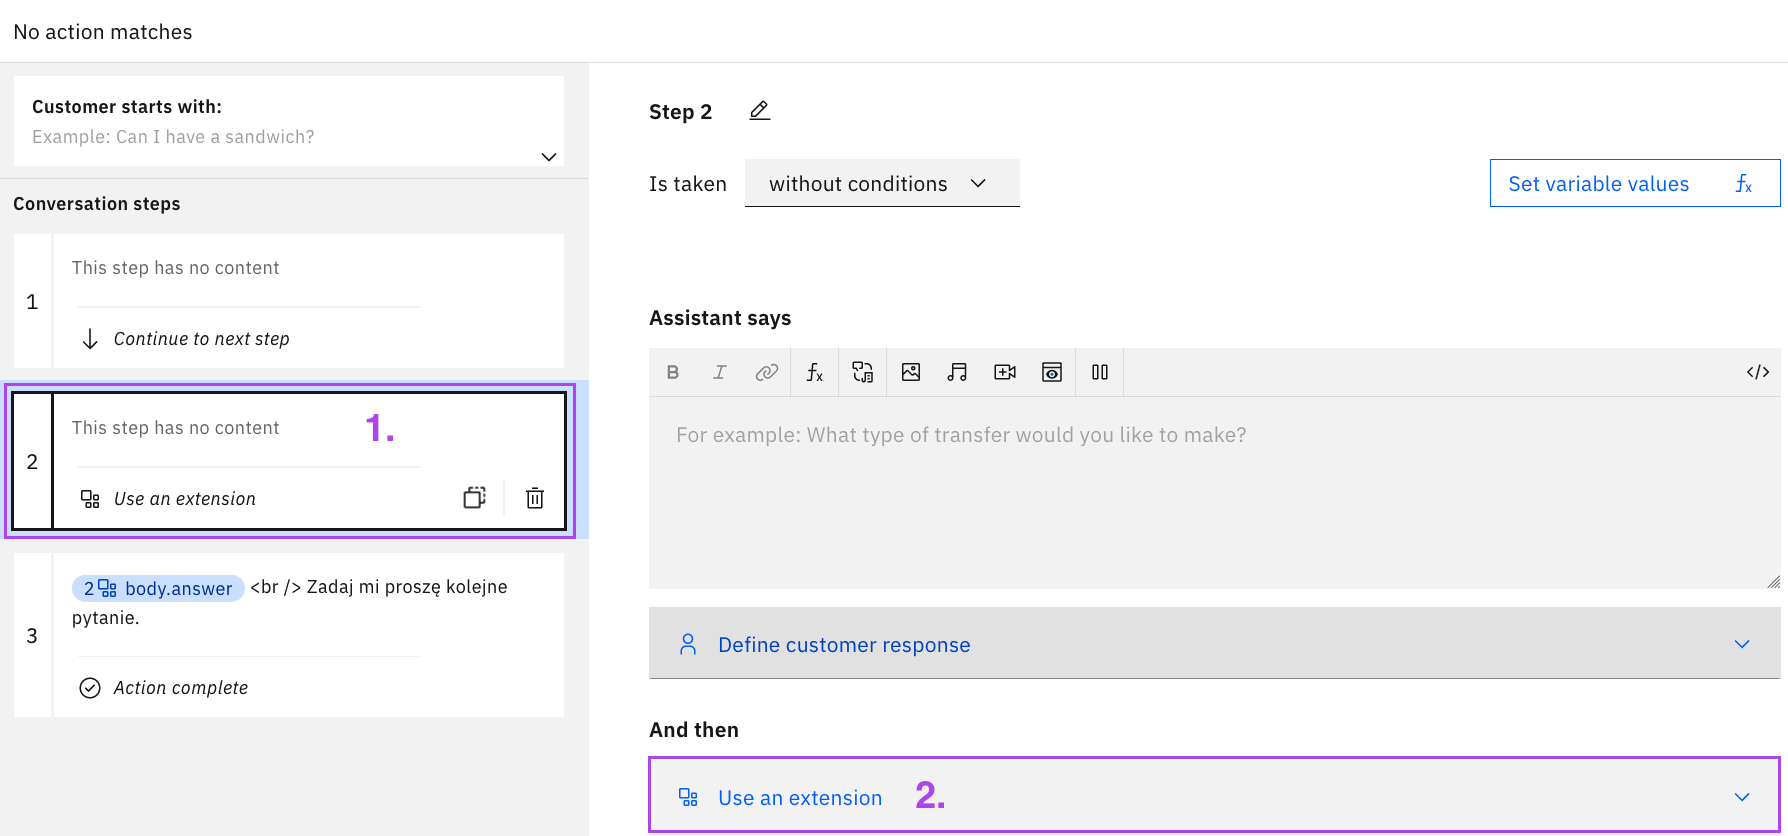 No action matches
Customer starts with:
Example: Can I have a sandwich?
Conversation steps
1
This step has no content
Continue to next step
2
This step has no content
1.
Use an extension
3
2 body.answer <br /> Zadaj mi proszę kolejne
pytanie.
Action complete
Step 2
Is taken without conditions
Set variable values fx
Assistant says
B I fx </>
For example: What type of transfer would you like to make?
Define customer response
And then
Use an extension 2.